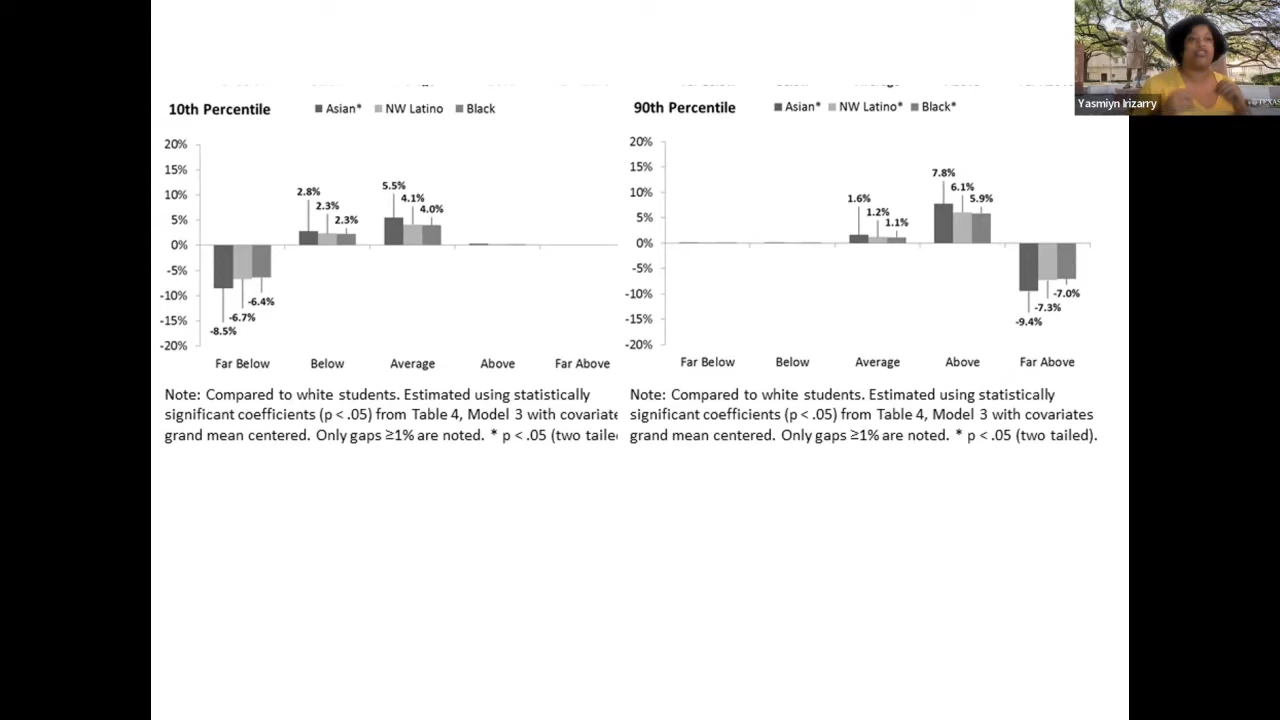 10th Percentile
Asian* NW Latino Black
20%
15%
10%
5%
0%
-5%
-10%
-15%
-20%
2.8%
2.3%
2.3%
5.5%
4.1%
4.0%
-8.5%
-6.7%
-6.4%
Far Below Below Average Above Far Above
Note: Compared to white students. Estimated using statistically
significant coefficients (p < .05) from Table 4, Model 3 with covariate
grand mean centered. Only gaps ≥1% are noted. * p < .05 (two taile
90th Percentile
Asian* NW Latino* Black*
20%
15%
10%
5%
0%
-5%
-10%
-15%
-20%
1.6%
1.2%
1.1%
7.8%
6.1%
5.9%
-9.4%
-7.3%
-7.0%
Far Below Below Average Above Far Above
Note: Compared to white students. Estimated using statistically
significant coefficients (p < .05) from Table 4, Model 3 with covariates
grand mean centered. Only gaps ≥1% are noted. * p < .05 (two tailed).
Yasmiyn Irizarry
TEXAS